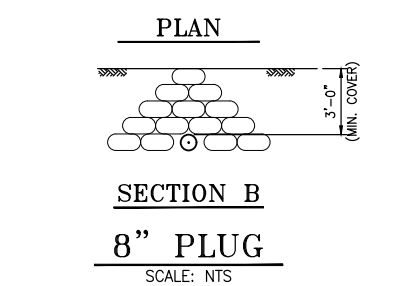 PLAN
3'-0"
(MIN. COVER)
SECTION B
8" PLUG
SCALE: NTS